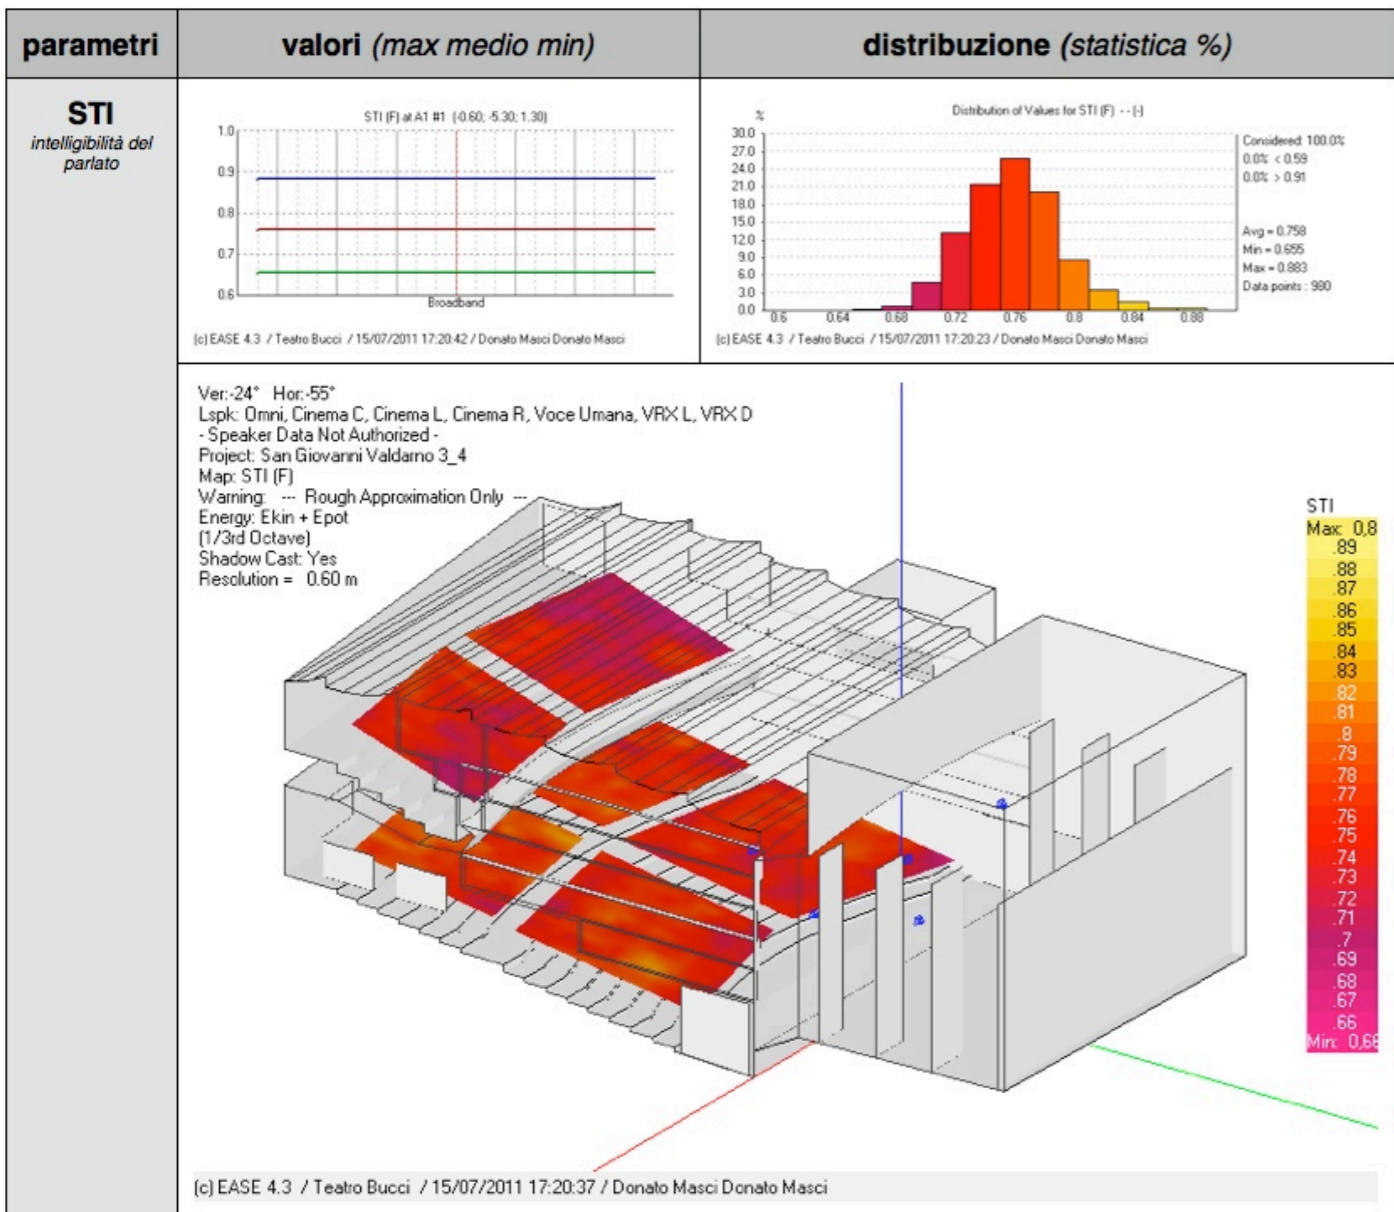 parametri
valori (max medio min)
distribuzione (statistica %)
STI
intelligibilità del
parlato
STI (F) at A1 #1 (-0.60; -5.30; 1.30)
1.0
0.9
0.8
0.7
0.6
Broadband
(c) EASE 4.3 / Teatro Bucci / 15/07/2011 17:20:42 / Donato Masci Donato Masci
Distribution of Values for STI (F) - - (-)
%
30.0
27.0
24.0
21.0
18.0
15.0
12.0
9.0
6.0
3.0
0.0
0.6 0.64 0.68 0.72 0.76 0.8 0.84 0.88
Considered: 100.0%
0.0% < 0.59
0.0% > 0.91
Avg = 0.758
Min = 0.655
Max = 0.883
Data points : 980
(c) EASE 4.3 / Teatro Bucci / 15/07/2011 17:20:23 / Donato Masci Donato Masci
Ver:-24° Hor:-55°
Lspk: Omni, Cinema C, Cinema L, Cinema R, Voce Umana, VRX L, VRX D
- Speaker Data Not Authorized -
Project: San Giovanni Valdarno 3_4
Map: STI (F)
Warning: --- Rough Approximation Only ---
Energy: Ekin + Epot
(1/3rd Octave)
Shadow Cast: Yes
Resolution = 0.60 m
STI
Max: 0,8
.89
.88
.87
.86
.85
.84
.83
.82
.81
.8
.79
.78
.77
.76
.75
.74
.73
.72
.71
.7
.69
.68
.67
.66
Min: 0,66
(c) EASE 4.3 / Teatro Bucci / 15/07/2011 17:20:37 / Donato Masci Donato Masci